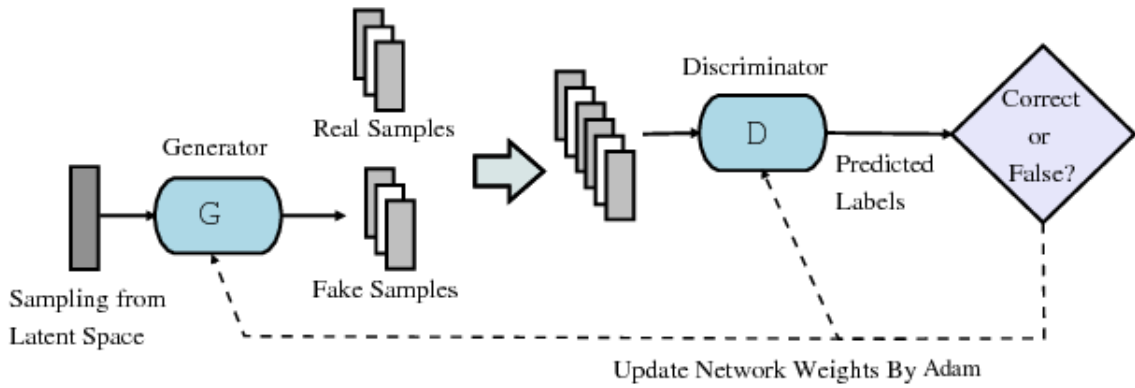 Real Samples
Generator
G
Sampling from
Latent Space
Fake Samples
Discriminator
D
Predicted
Labels
Correct
or
False?
Update Network Weights By Adam